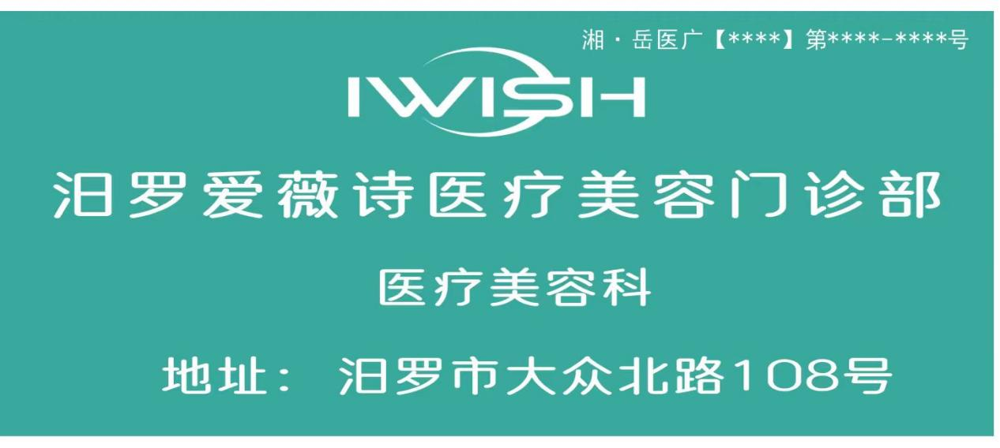 湘·岳医广【****】第****-****号
IWISH
汨罗爱薇诗医疗美容门诊部
医疗美容科
地址： 汨罗市大众北路108号